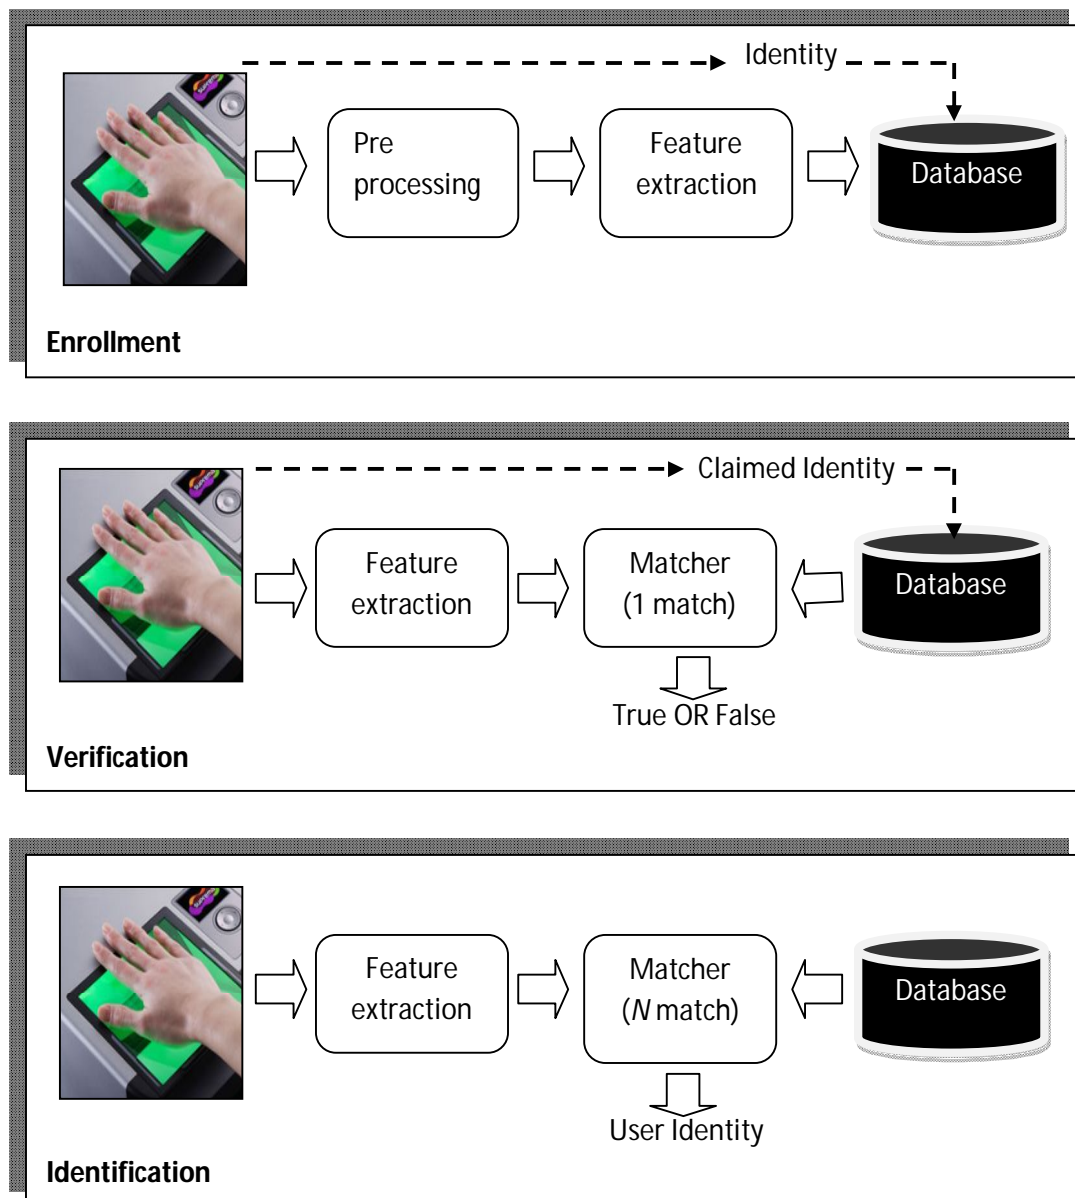 Identity
Pre
processing
Feature
extraction
Database
Enrollment
Claimed Identity
Feature
extraction
Matcher
(1 match)
Database
True OR False
Verification
Feature
extraction
Matcher
(N match)
Database
User Identity
Identification